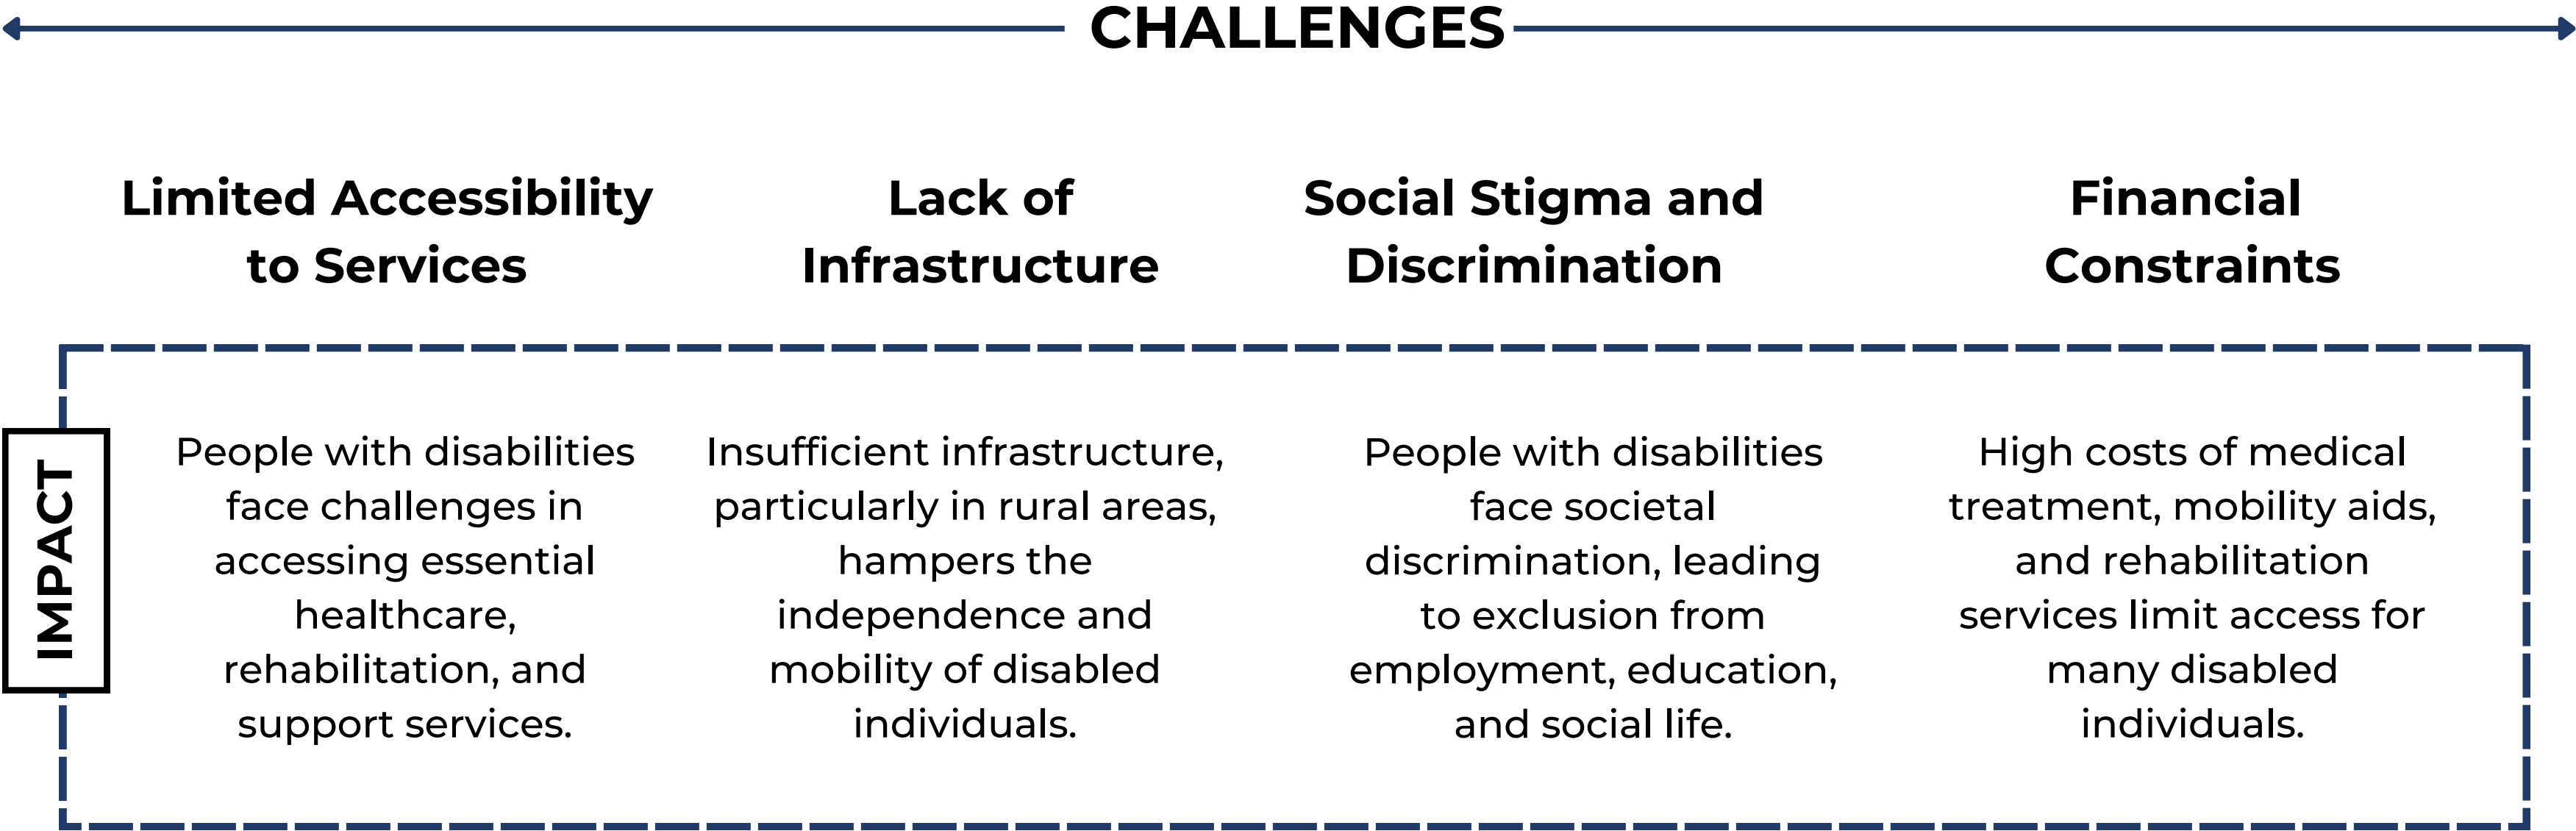 CHALLENGES
Limited Accessibility
to Services
Lack of
Infrastructure
Social Stigma and
Discrimination
Financial
Constraints
IMPACT
People with disabilities
face challenges in
accessing essential
healthcare,
rehabilitation, and
support services.
Insufficient infrastructure,
particularly in rural areas,
hampers the
independence and
mobility of disabled
individuals.
People with disabilities
face societal
discrimination, leading
to exclusion from
employment, education,
and social life.
High costs of medical
treatment, mobility aids,
and rehabilitation
services limit access for
many disabled
individuals.